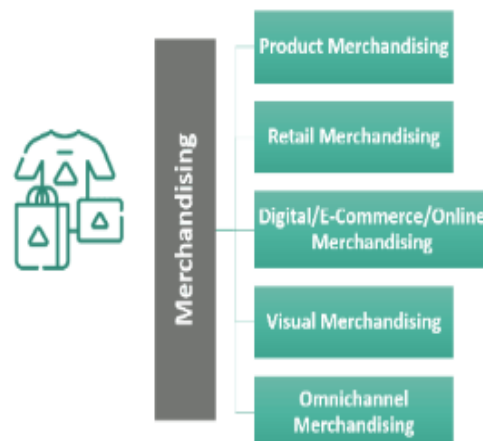 Merchandising
Product Merchandising
Retail Merchandising
Digital/E-Commerce/Online
Merchandising
Visual Merchandising
Omnichannel
Merchandising